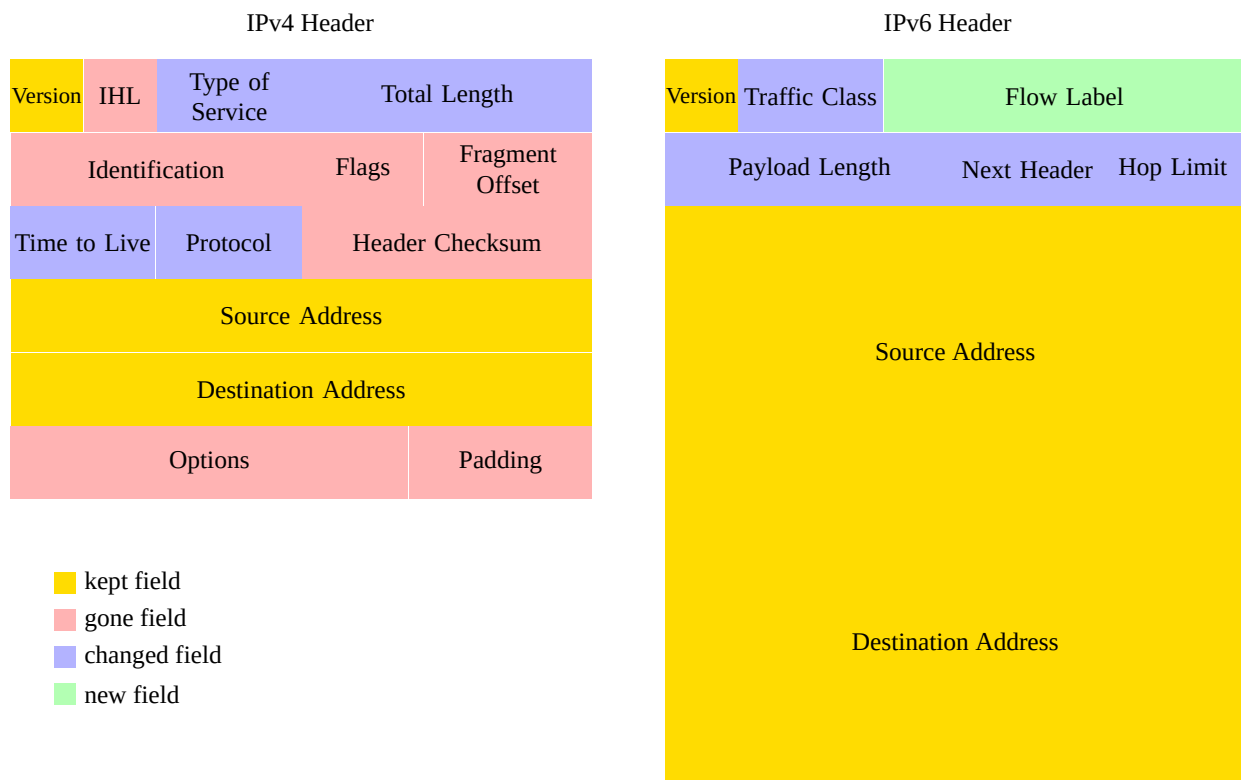 IPv4 Header
Version IHL Type of Service Total Length
Identification Flags Fragment Offset
Time to Live Protocol Header Checksum
Source Address
Destination Address
Options Padding
kept field
gone field
changed field
new field
IPv6 Header
Version Traffic Class Flow Label
Payload Length Next Header Hop Limit
Source Address
Destination Address